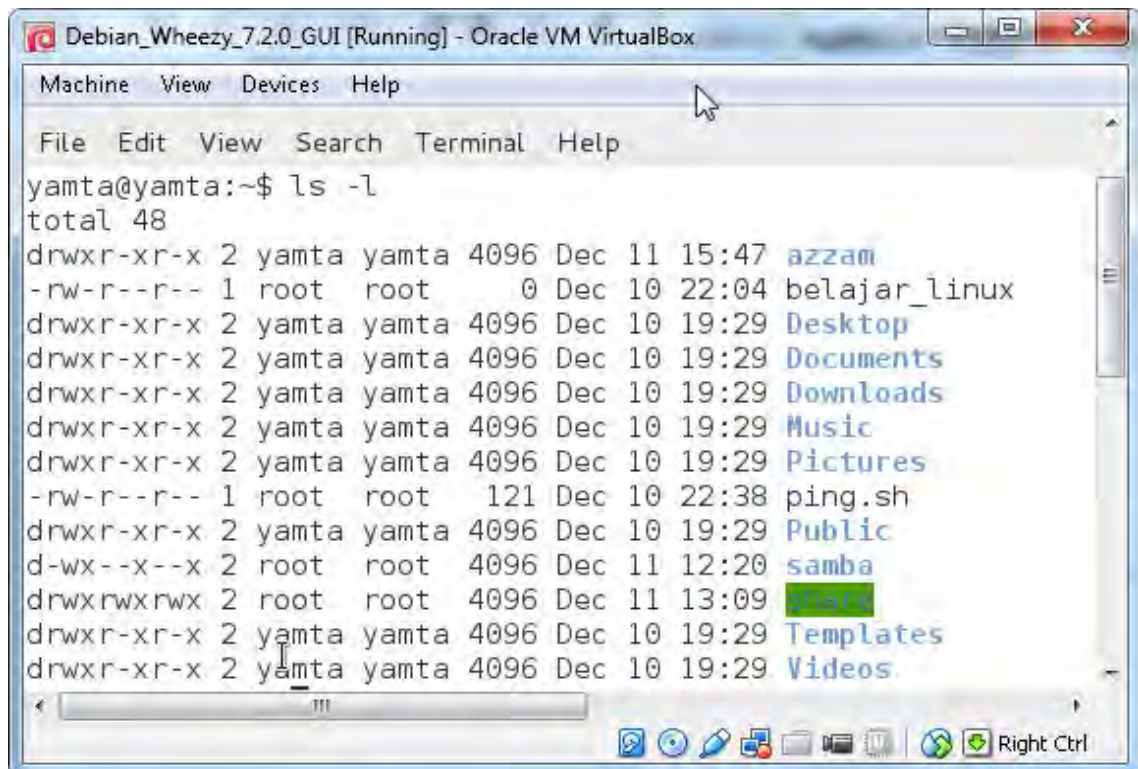 Debian_Wheezy_7.2.0_GUI [Running] - Oracle VM VirtualBox
Machine View Devices Help
File Edit View Search Terminal Help
yamta@yamta:~$ ls -l
total 48
drwxr-xr-x 2 yamta yamta 4096 Dec 11 15:47 azzam
-rw-r--r-- 1 root root 0 Dec 10 22:04 belajar_linux
drwxr-xr-x 2 yamta yamta 4096 Dec 10 19:29 Desktop
drwxr-xr-x 2 yamta yamta 4096 Dec 10 19:29 Documents
drwxr-xr-x 2 yamta yamta 4096 Dec 10 19:29 Downloads
drwxr-xr-x 2 yamta yamta 4096 Dec 10 19:29 Music
drwxr-xr-x 2 yamta yamta 4096 Dec 10 19:29 Pictures
-rw-r--r-- 1 root root 121 Dec 10 22:38 ping.sh
drwxr-xr-x 2 yamta yamta 4096 Dec 10 19:29 Public
d-wx--x--x 2 root root 4096 Dec 11 12:20 samba
drwxrwxrwx 2 root root 4096 Dec 11 13:09 share
drwxr-xr-x 2 yamta yamta 4096 Dec 10 19:29 Templates
drwxr-xr-x 2 yamta yamta 4096 Dec 10 19:29 Videos
Right Ctrl